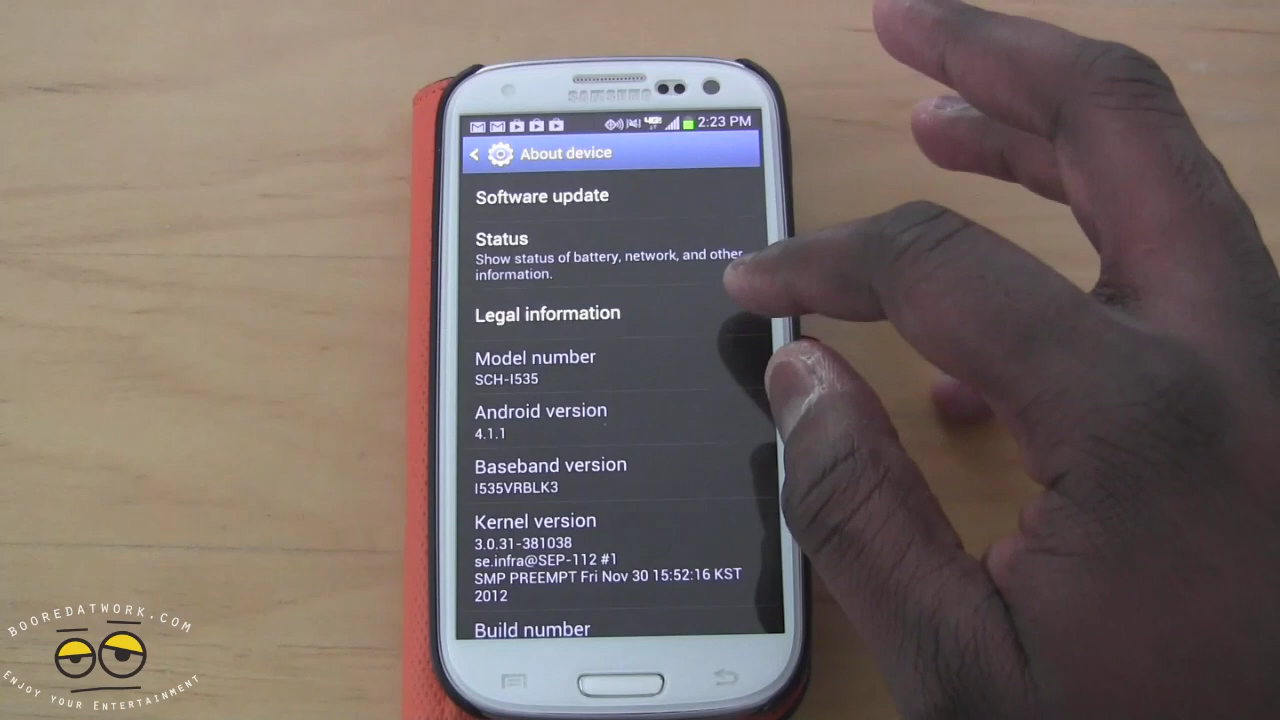 SAMSUNG
4G
2:23 PM
About device
Software update
Status
Show status of battery, network, and other
information.
Legal information
Model number
SCH-I535
Android version
4.1.1
Baseband version
I535VRBLK3
Kernel version
3.0.31-381038
se.infra@SEP-112 #1
SMP PREEMPT Fri Nov 30 15:52:16 KST
2012
Build number
BOOREDATWORK.COM
ENJOY YOUR ENTERTAINMENT